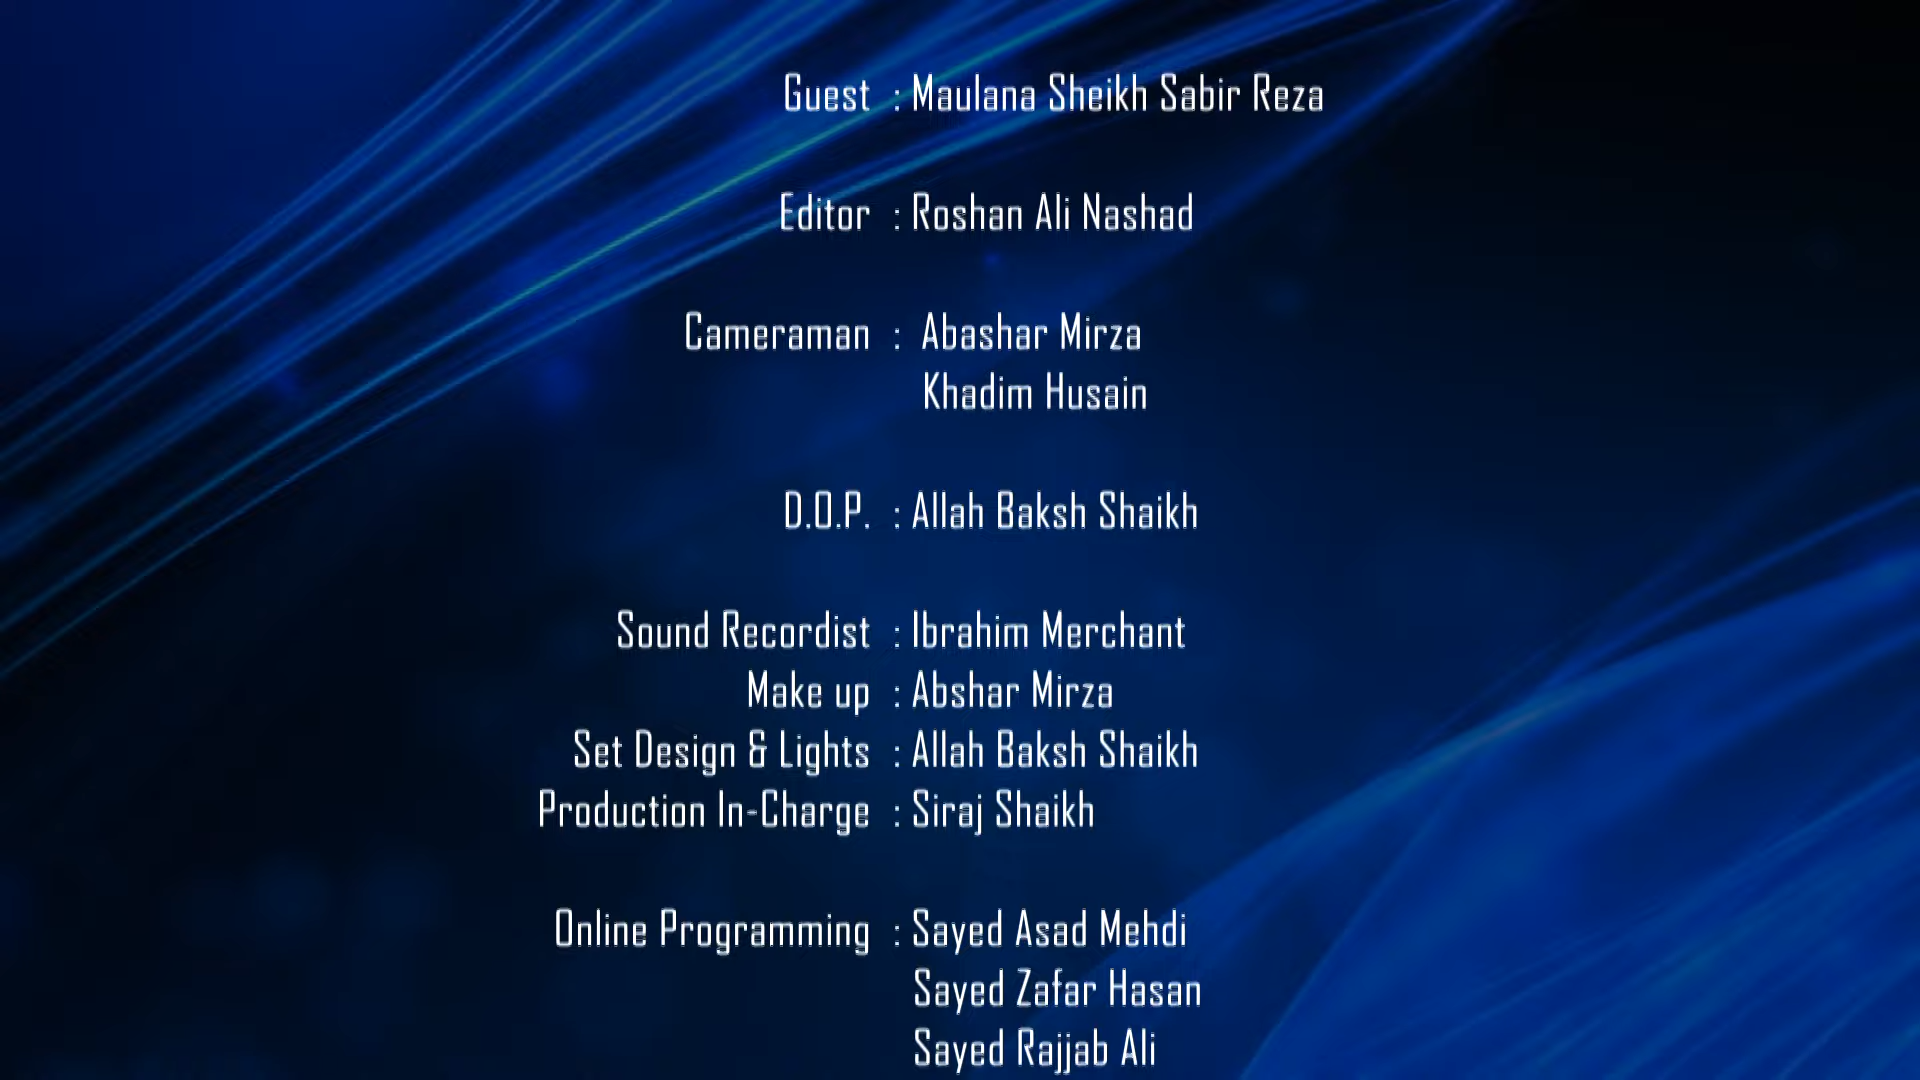 Guest : Maulana Sheikh Sabir Reza
Editor : Roshan Ali Nashad
Cameraman : Abashar Mirza
Khadim Husain
D.O.P. : Allah Baksh Shaikh
Sound Recordist : Ibrahim Merchant
Make up : Abshar Mirza
Set Design & Lights : Allah Baksh Shaikh
Production In-Charge : Siraj Shaikh
Online Programming : Sayed Asad Mehdi
Sayed Zafar Hasan
Sayed Rajjab Ali